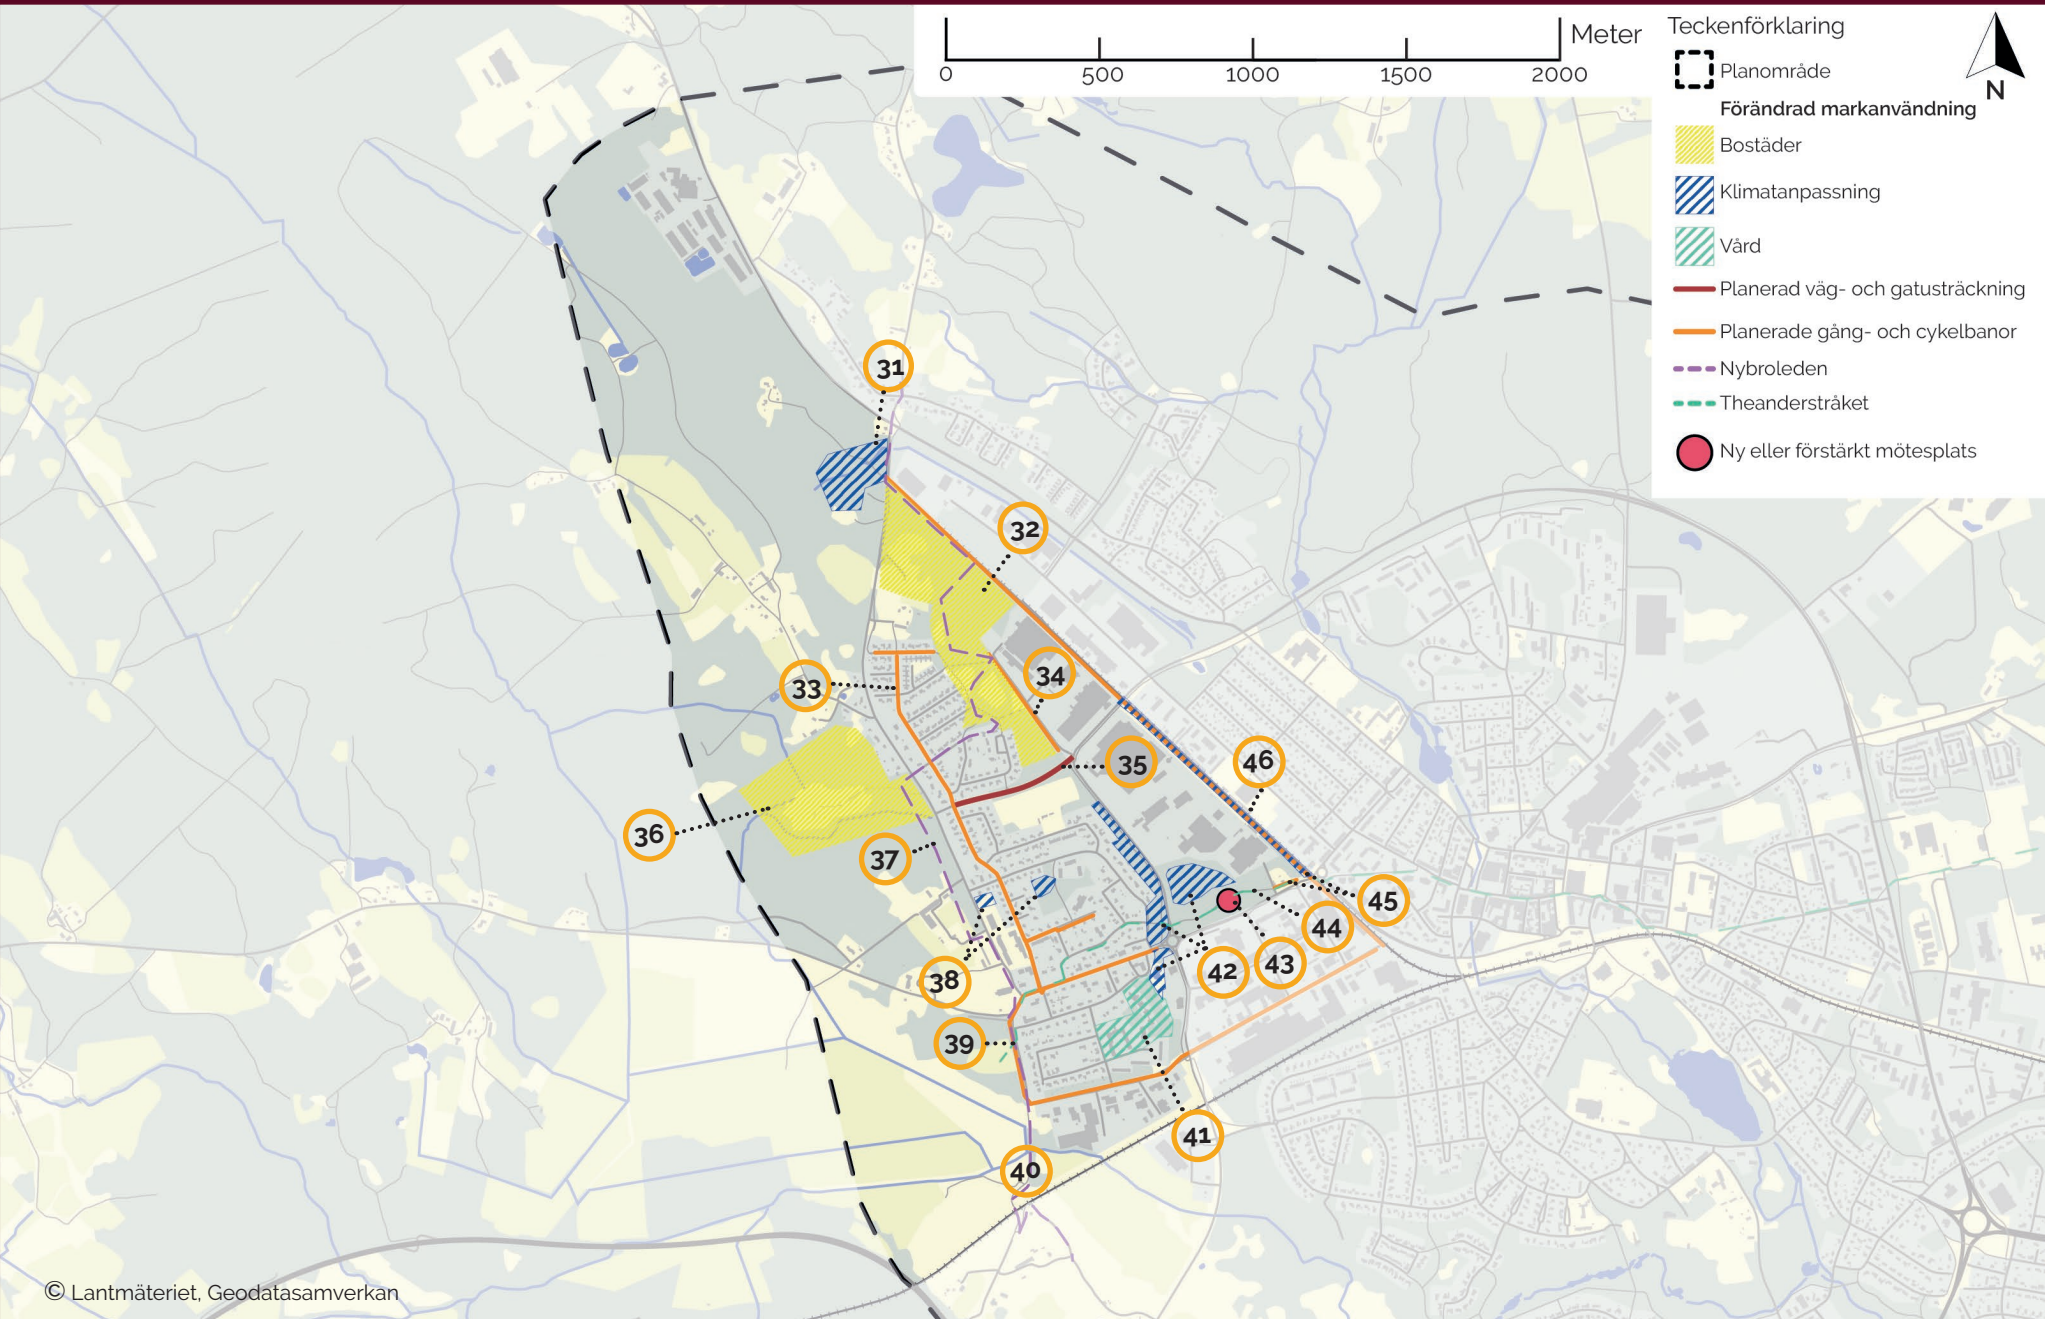 Meter
0 500 1000 1500 2000
Teckenförklaring
N
Planområde
Förändrad markanvändning
Bostäder
Klimatanpassning
Vård
Planerad väg- och gatusträckning
Planerade gång- och cykelbanor
Nybroleden
Theanderstråket
Ny eller förstärkt mötesplats
31
32
33
34
35
46
36
37
45
44
43
42
38
39
41
40
© Lantmäteriet, Geodatasamverkan